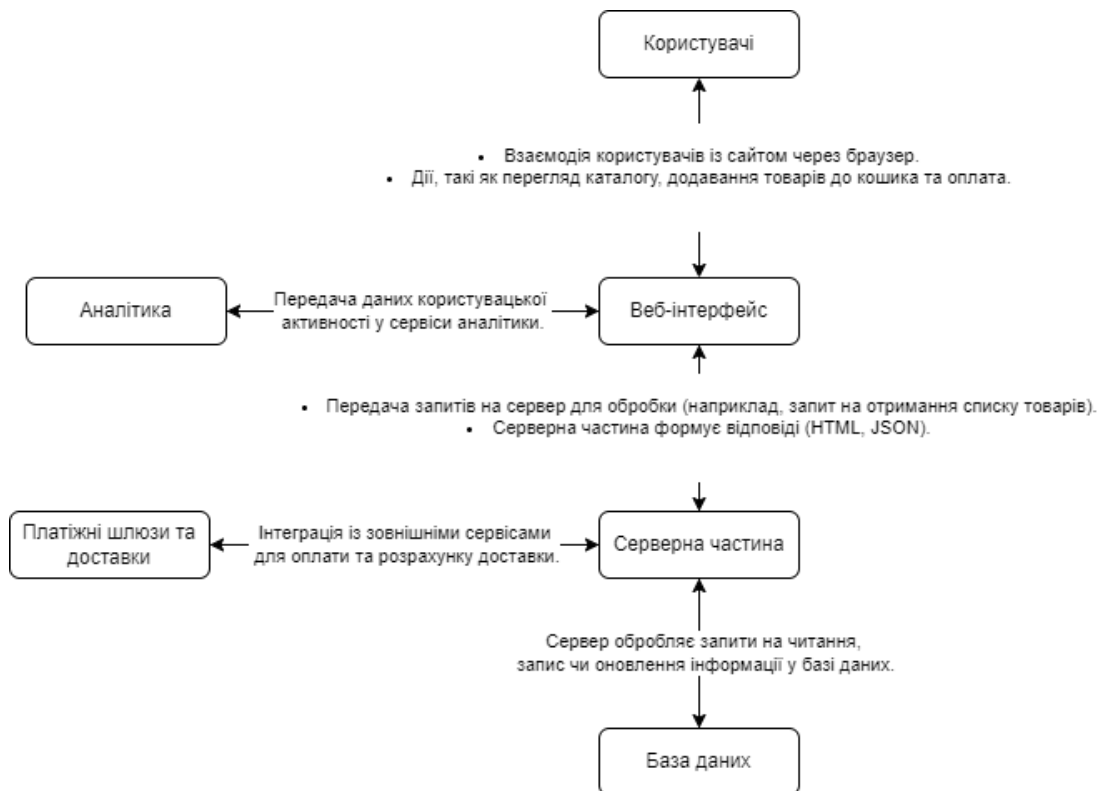 Користувачі
• Взаємодія користувачів із сайтом через браузер.
• Дії, такі як перегляд каталогу, додавання товарів до кошика та оплата.
Аналітика
Передача даних користувацької
активності у сервіси аналітики.
Веб-інтерфейс
• Передача запитів на сервер для обробки (наприклад, запит на отримання списку товарів).
• Серверна частина формує відповіді (HTML, JSON).
Платіжні шлюзи та
доставки
Інтеграція із зовнішніми сервісами
для оплати та розрахунку доставки.
Серверна частина
Сервер обробляє запити на читання,
запис чи оновлення інформації у базі даних.
База даних